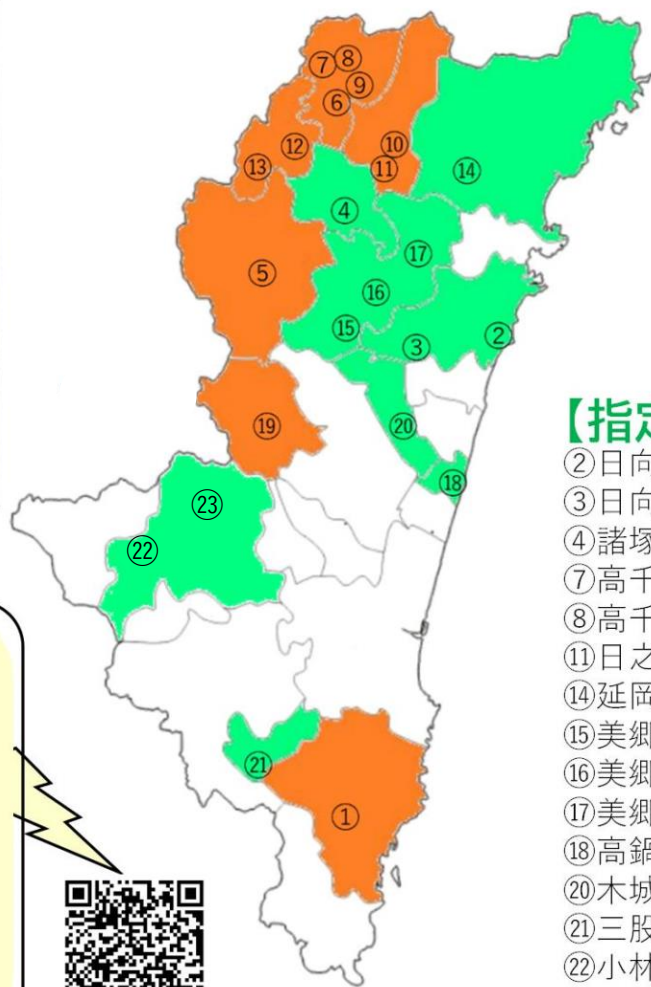 ⑦
⑧
⑨
⑥
⑩
⑫
⑪
⑬
⑭
④
⑰
⑤
⑯
⑮
②
③
⑲
⑳
⑱
㉓
㉒
㉑
①
【指定
②日向
③日向
④諸塚
⑦高千
⑧高千
⑪日之
⑭延岡
⑮美郷
⑯美郷
⑰美郷
⑱高鍋
⑳木城
㉑三股
㉒小林